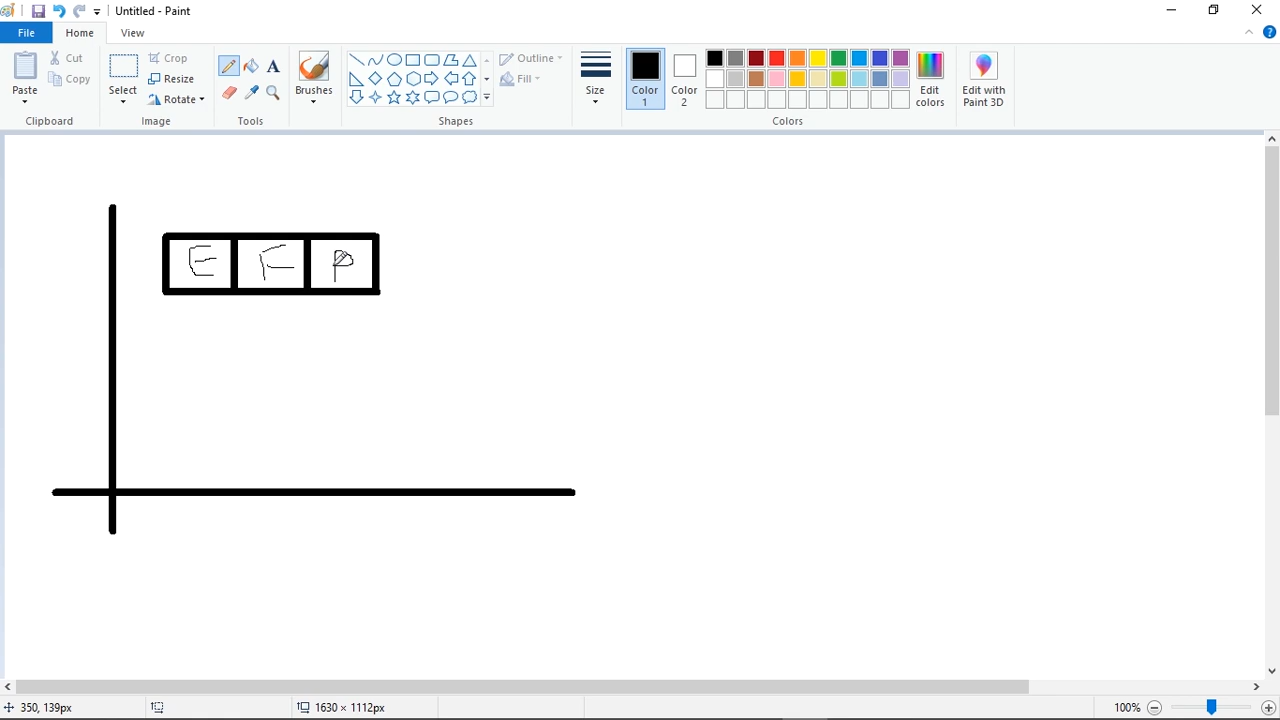 Untitled - Paint
File Home View
Paste Cut Copy Clipboard
Select Crop Resize Rotate Image
A Tools
Brushes
Outline Fill Shapes
Size
Color 1 Color 2 Edit colors Colors
Edit with Paint 3D
E F P
350, 139px 1630 × 1112px 100%